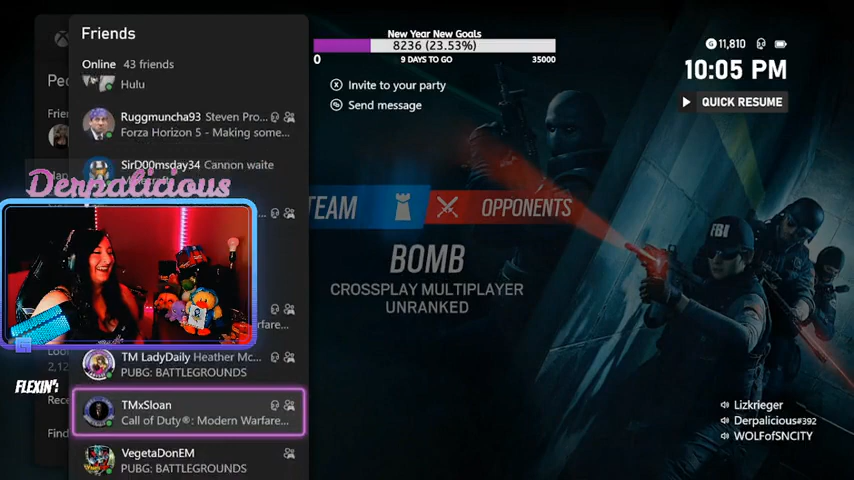 Friends
Online 43 friends
Hulu
Ruggmuncha93 Steven Pro...
Forza Horizon 5 - Making some...
SirD00msday34 Cannon waite
Derpalicious
TM LadyDaily Heather Mc...
PUBG: BATTLEGROUNDS
FLEXIN':
TMxSloan
Call of Duty®: Modern Warfare...
VegetaDonEM
PUBG: BATTLEGROUNDS
New Year New Goals
8236 (23.53%)
0 9 DAYS TO GO 35000
Invite to your party
Send message
G 11,810
10:05 PM
QUICK RESUME
TEAM
OPPONENTS
BOMB
CROSSPLAY MULTIPLAYER
UNRANKED
FBI
Lizkrieger
Derpalicious#392
WOLFofSNCITY